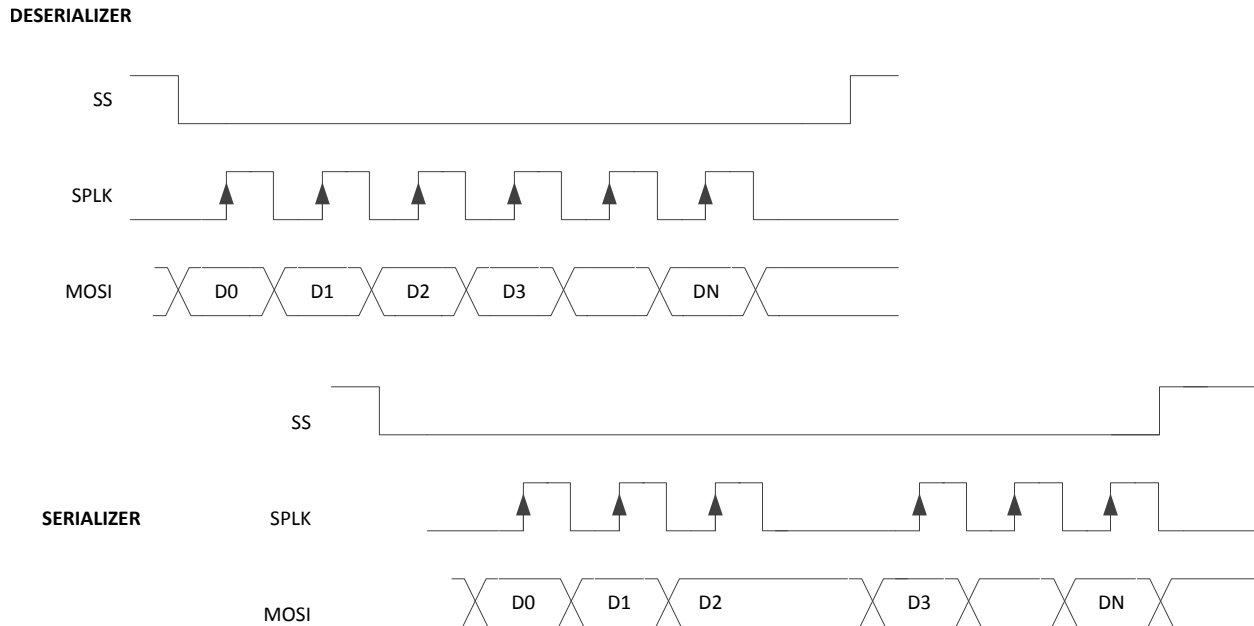 DESERIALIZER
SS
SPLK
MOSI D0 D1 D2 D3 DN
SS
SERIALIZER SPLK
MOSI D0 D1 D2 D3 DN